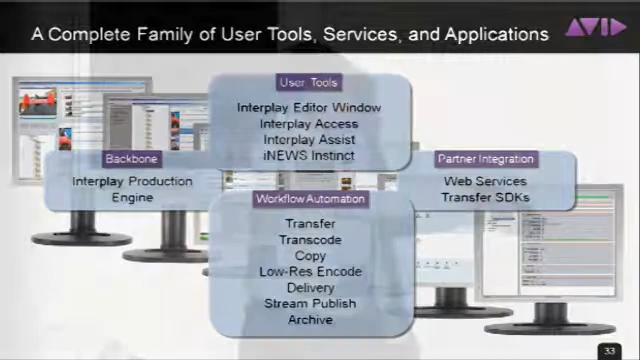 A Complete Family of User Tools, Services, and Applications
AVID
User Tools
Interplay Editor Window
Interplay Access
Interplay Assist
iNEWS Instinct
Backbone
Interplay Production
Engine
Partner Integration
Web Services
Transfer SDKs
Workflow Automation
Transfer
Transcode
Copy
Low-Res Encode
Delivery
Stream Publish
Archive
33